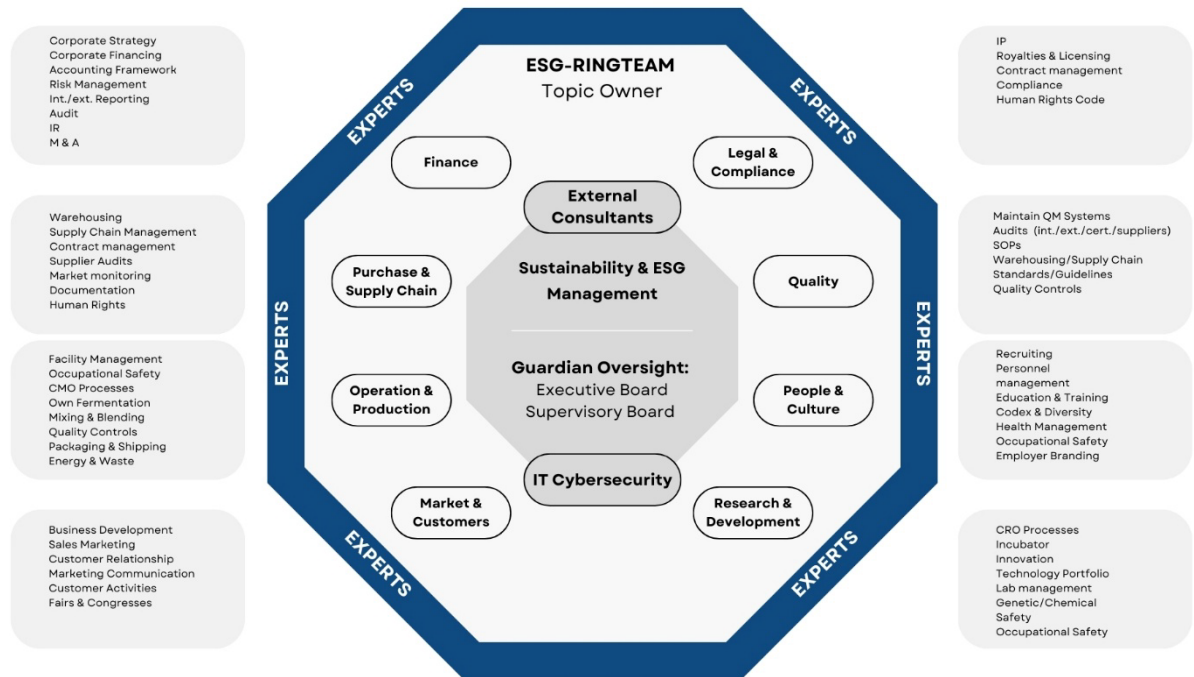 Corporate Strategy
Corporate Financing
Accounting Framework
Risk Management
Int./ext. Reporting
Audit
IR
M & A
Warehousing
Supply Chain Management
Contract management
Supplier Audits
Market monitoring
Documentation
Human Rights
Facility Management
Occupational Safety
CMO Processes
Own Fermentation
Mixing & Blending
Quality Controls
Packaging & Shipping
Energy & Waste
Business Development
Sales Marketing
Customer Relationship
Marketing Communication
Customer Activities
Fairs & Congresses
EXPERTS
EXPERTS
EXPERTS
ESG-RINGTEAM
Topic Owner
Finance
Legal &
Compliance
External
Consultants
Purchase &
Supply Chain
Sustainability & ESG
Management
Quality
Operation &
Production
Guardian Oversight:
Executive Board
Supervisory Board
People &
Culture
IT Cybersecurity
Market &
Customers
Research &
Development
EXPERTS
EXPERTS
EXPERTS
IP
Royalties & Licensing
Contract management
Compliance
Human Rights Code
Maintain QM Systems
Audits (int./ext./cert./suppliers)
SOPs
Warehousing/Supply Chain
Standards/Guidelines
Quality Controls
Recruiting
Personnel
management
Education & Training
Codex & Diversity
Health Management
Occupational Safety
Employer Branding
CRO Processes
Incubator
Innovation
Technology Portfolio
Lab management
Genetic/Chemical
Safety
Occupational Safety